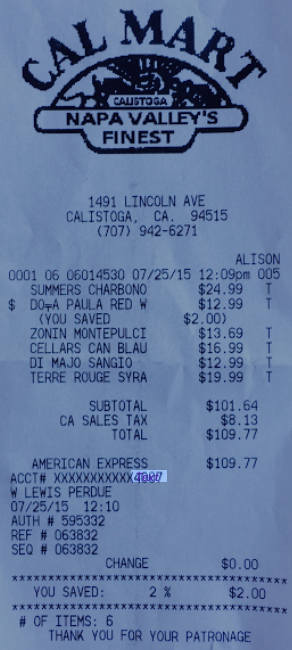 CAL MART
CALISTOGA
NAPA VALLEY'S
FINEST
1491 LINCOLN AVE
CALISTOGA, CA. 94515
(707) 942-6271
ALISON
0001 06 06014530 07/25/15 12:09pm 005
SUMMERS CHARBONO $24.99 T
$ DO¬A PAULA RED W $12.99 T
(YOU SAVED $2.00)
ZONIN MONTEPULCI $13.69 T
CELLARS CAN BLAU $16.99 T
DI MAJO SANGIO $12.99 T
TERRE ROUGE SYRA $19.99 T
SUBTOTAL $101.64
CA SALES TAX $8.13
TOTAL $109.77
AMERICAN EXPRESS $109.77
ACCT# XXXXXXXXXXX
W LEWIS PERDUE
07/25/15 12:10
AUTH # 595332
REF # 063832
SEQ # 063832
CHANGE $0.00
************************************
YOU SAVED: 2 % $2.00
************************************
# OF ITEMS: 6
THANK YOU FOR YOUR PATRONAGE